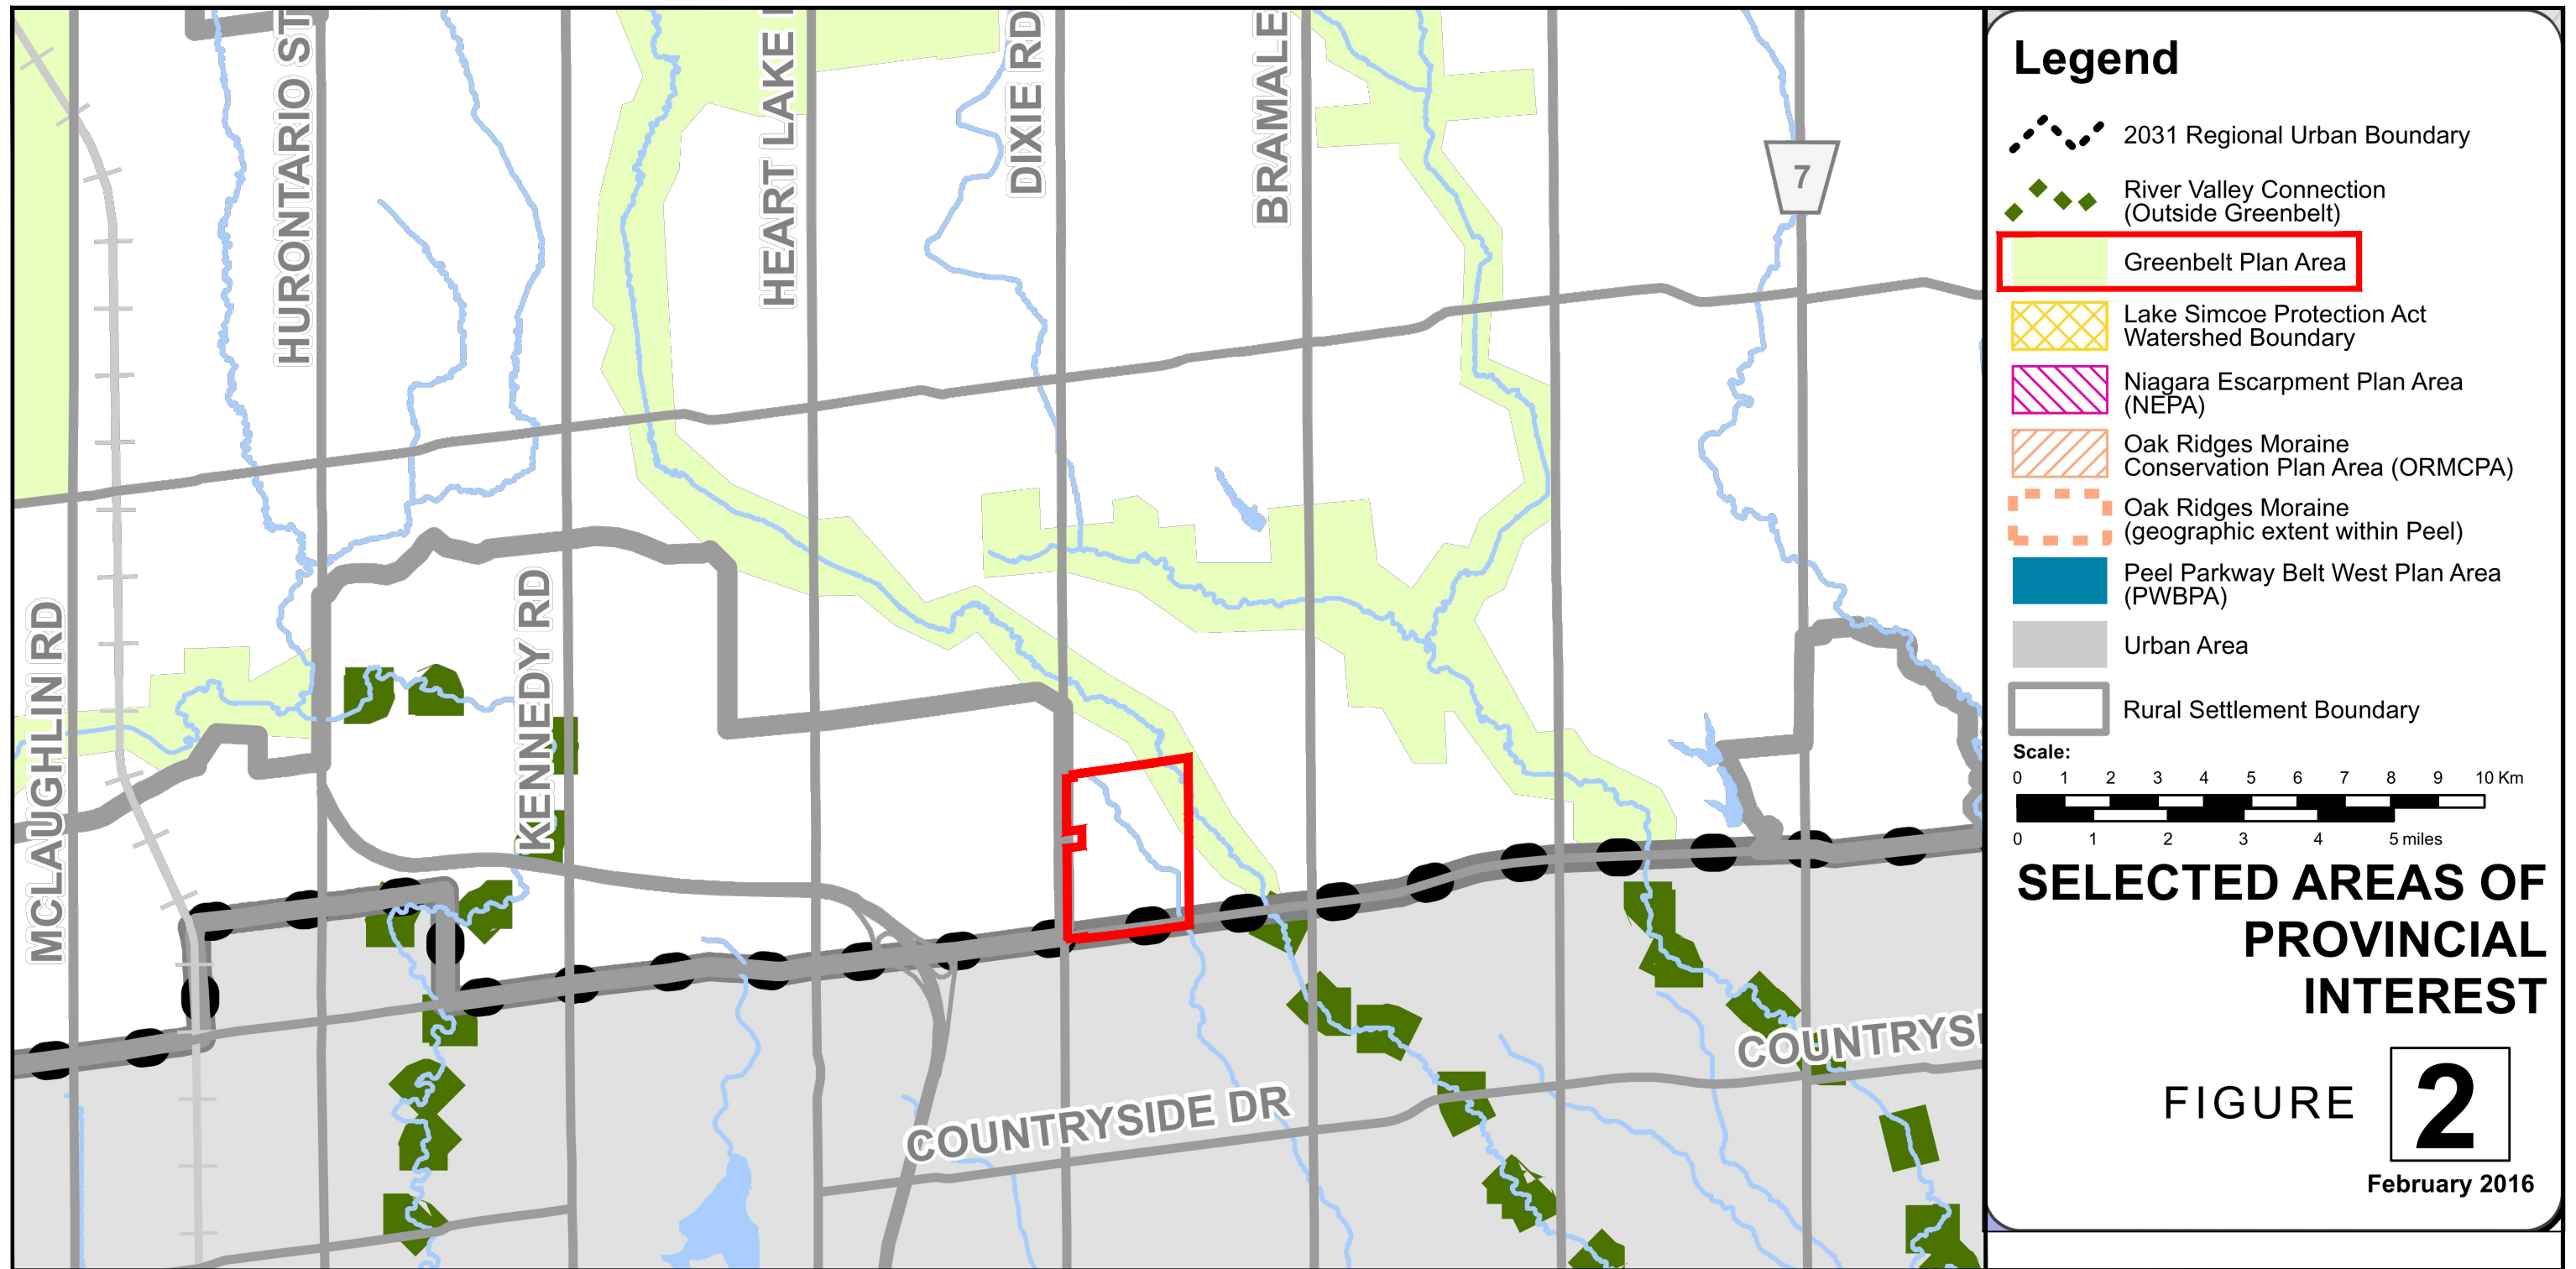 HURONTARIO ST
HEART LAKE
DIXIE RD
BRAMALE
7
MCLAUGHLIN RD
KENNEDY RD
COUNTRYSIDE DR
COUNTRYSI
Legend
2031 Regional Urban Boundary
River Valley Connection
(Outside Greenbelt)
Greenbelt Plan Area
Lake Simcoe Protection Act
Watershed Boundary
Niagara Escarpment Plan Area
(NEPA)
Oak Ridges Moraine
Conservation Plan Area (ORMCPA)
Oak Ridges Moraine
(geographic extent within Peel)
Peel Parkway Belt West Plan Area
(PWBPA)
Urban Area
Rural Settlement Boundary
Scale:
0 1 2 3 4 5 6 7 8 9 10 Km
0 1 2 3 4 5 miles
SELECTED AREAS OF
PROVINCIAL
INTEREST
FIGURE 2
February 2016